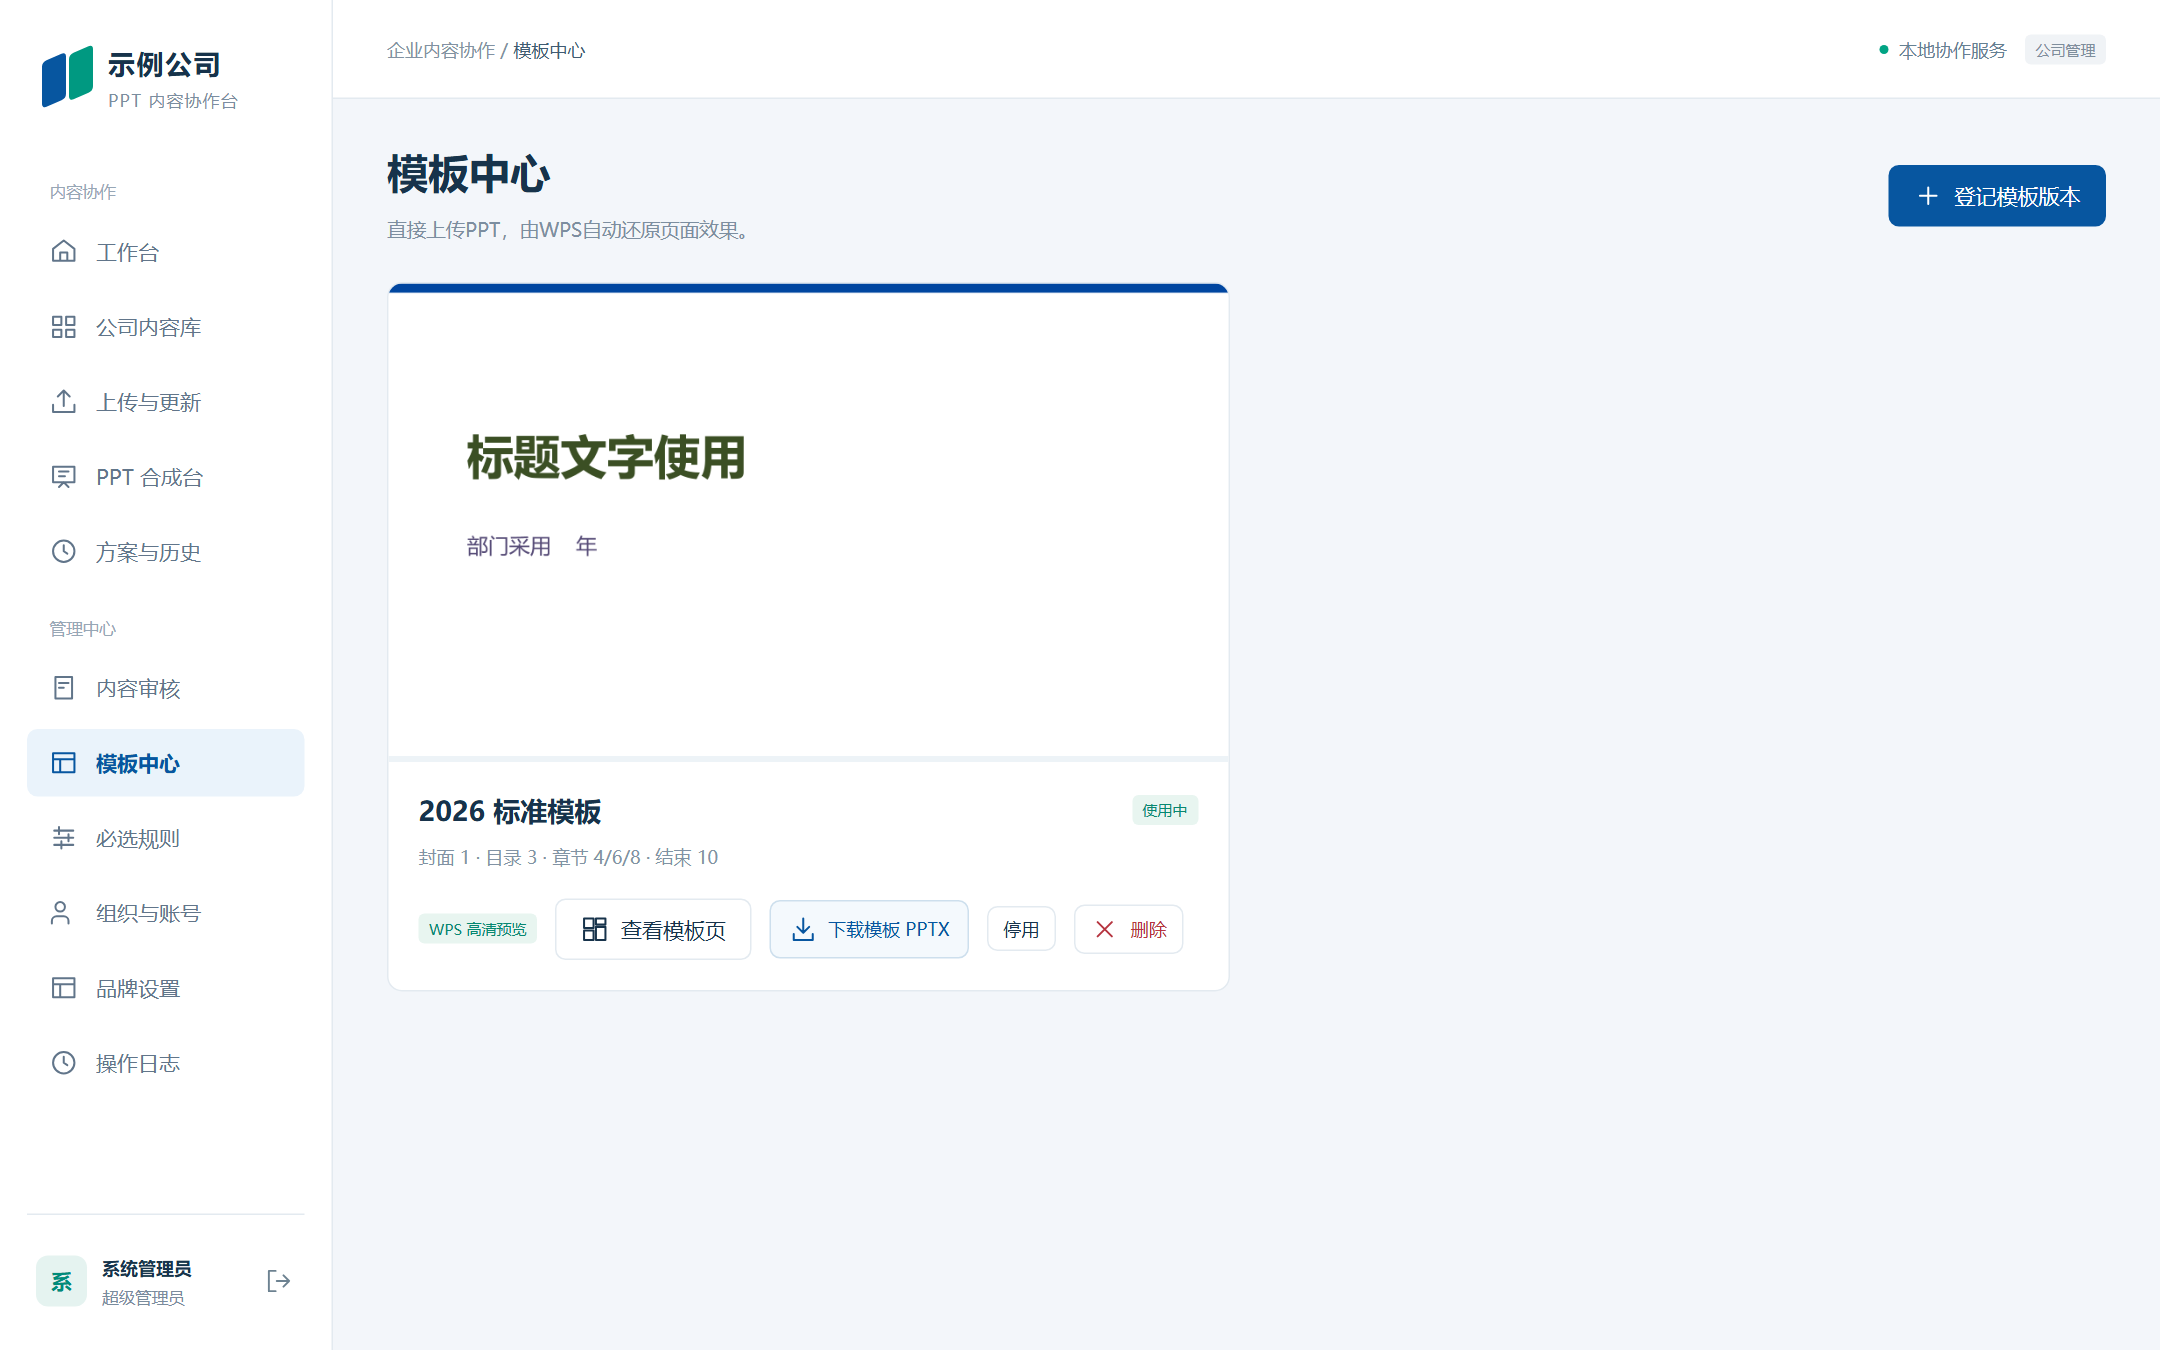 示例公司
PPT 内容协作台
内容协作
工作台
公司内容库
上传与更新
PPT 合成台
方案与历史
管理中心
内容审核
模板中心
必选规则
组织与账号
品牌设置
操作日志
系
系统管理员
超级管理员
企业内容协作 / 模板中心
本地协作服务
公司管理
模板中心
直接上传PPT，由WPS自动还原页面效果。
登记模板版本
标题文字使用
部门采用 年
2026 标准模板
使用中
封面 1 · 目录 3 · 章节 4/6/8 · 结束 10
WPS 高清预览
查看模板页
下载模板 PPTX
停用
删除